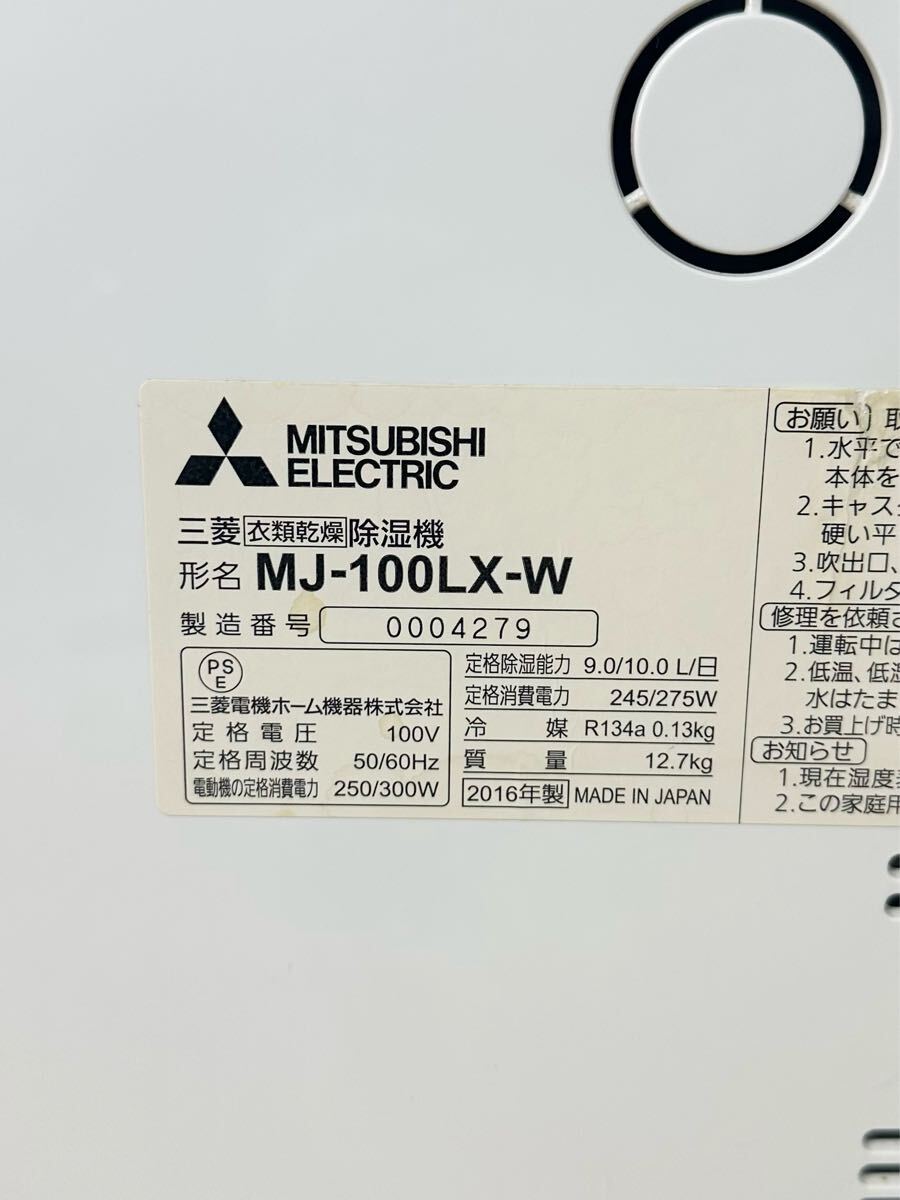 MITSUBISHI
ELECTRIC
三菱 衣類乾燥 除湿機
形名 MJ-100LX-W
製造番号 0004279
PS
E
三菱電機ホーム機器株式会社
定格電圧 100V
定格周波数 50/60Hz
電動機の定格消費電力 250/300W
定格除湿能力 9.0/10.0 L/日
定格消費電力 245/275W
冷媒 R134a 0.13kg
質量 12.7kg
2016年製 MADE IN JAPAN
お願い
1.水平で
本体を
2.キャス
硬い平
3.吹出口、
4.フィルタ
修理を依頼さ
1.運転中は
2.低温、低湿
水はたま
3.お買上げ時
お知らせ
1.現在湿度表
2.この家庭用